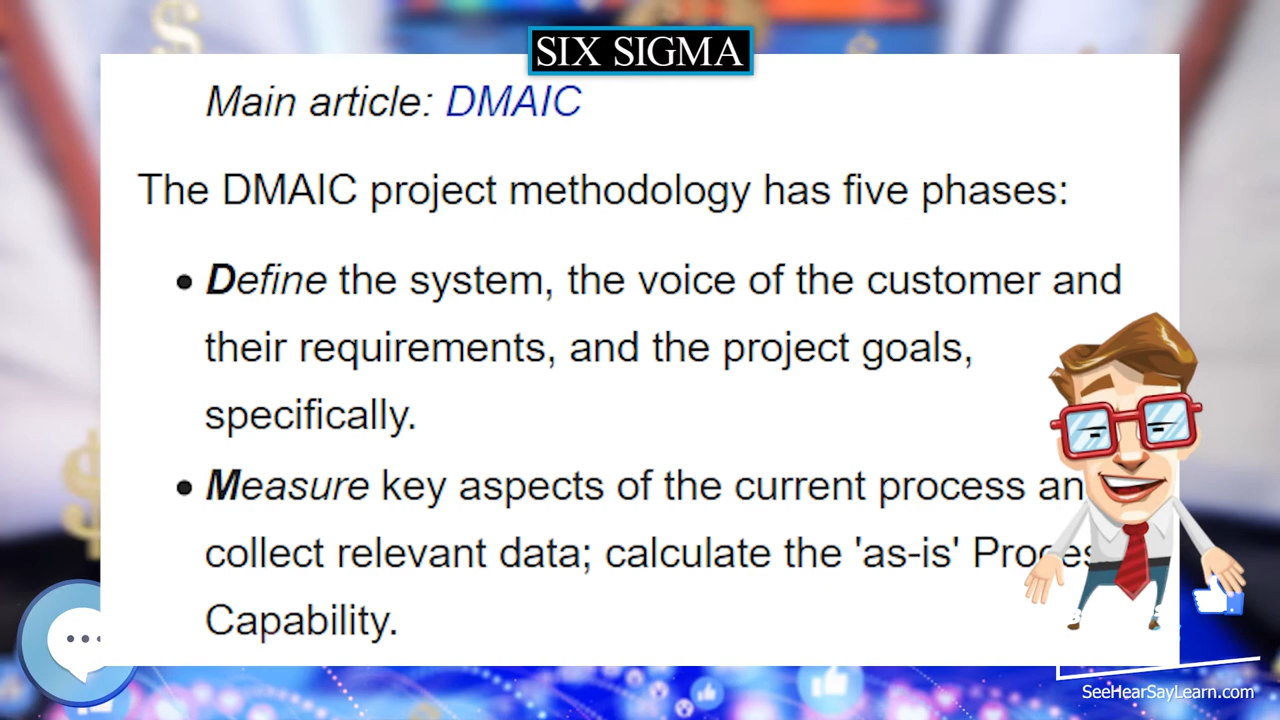 SIX SIGMA
Main article: DMAIC
The DMAIC project methodology has five phases:
• Define the system, the voice of the customer and
their requirements, and the project goals,
specifically.
• Measure key aspects of the current process an
collect relevant data; calculate the 'as-is' Proces
Capability.
SeeHearSayLearn.com